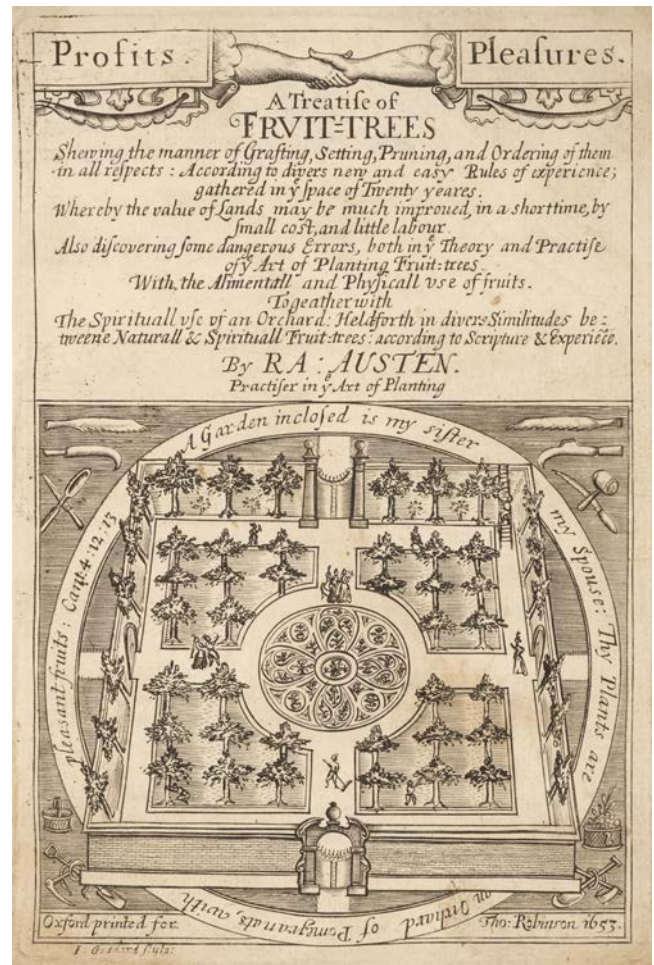 Profits.
Pleaſures.
A Treatiſe of
FRVIT-TREES
Shewing the manner of Grafting, Setting, Pruning, and Ordering of them
in all reſpects: According to divers new and easy Rules of experience;
gathered in yͤ ſpace of Twenty yeares.
Whereby the value of Lands may be much improued, in a shorttime, by
ſmall coſt, and little labour.
Alſo diſcovering ſome dangerous Errors, both in yͤ Theory and Practiſe
of yͤ Art of Planting Fruit-trees.
With the Alimentall and Phyſicall vse of fruits.
Togeather with
The Spirituall vſe of an Orchard: Heldforth in divers Similitudes be:
tweene Naturall & Spirituall Fruit-trees: according to Scripture & Experiēce.
By RA: AUSTEN.
Practiſer in yͤ Art of Planting
A Garden incloſed is my ſiſter
my Spouse: Thy Plants are
an Orchard of Pomgranats, with
pleasant fruits: Cant: 4: 12: 13
Oxford printed for
Tho: Robinson 1653.